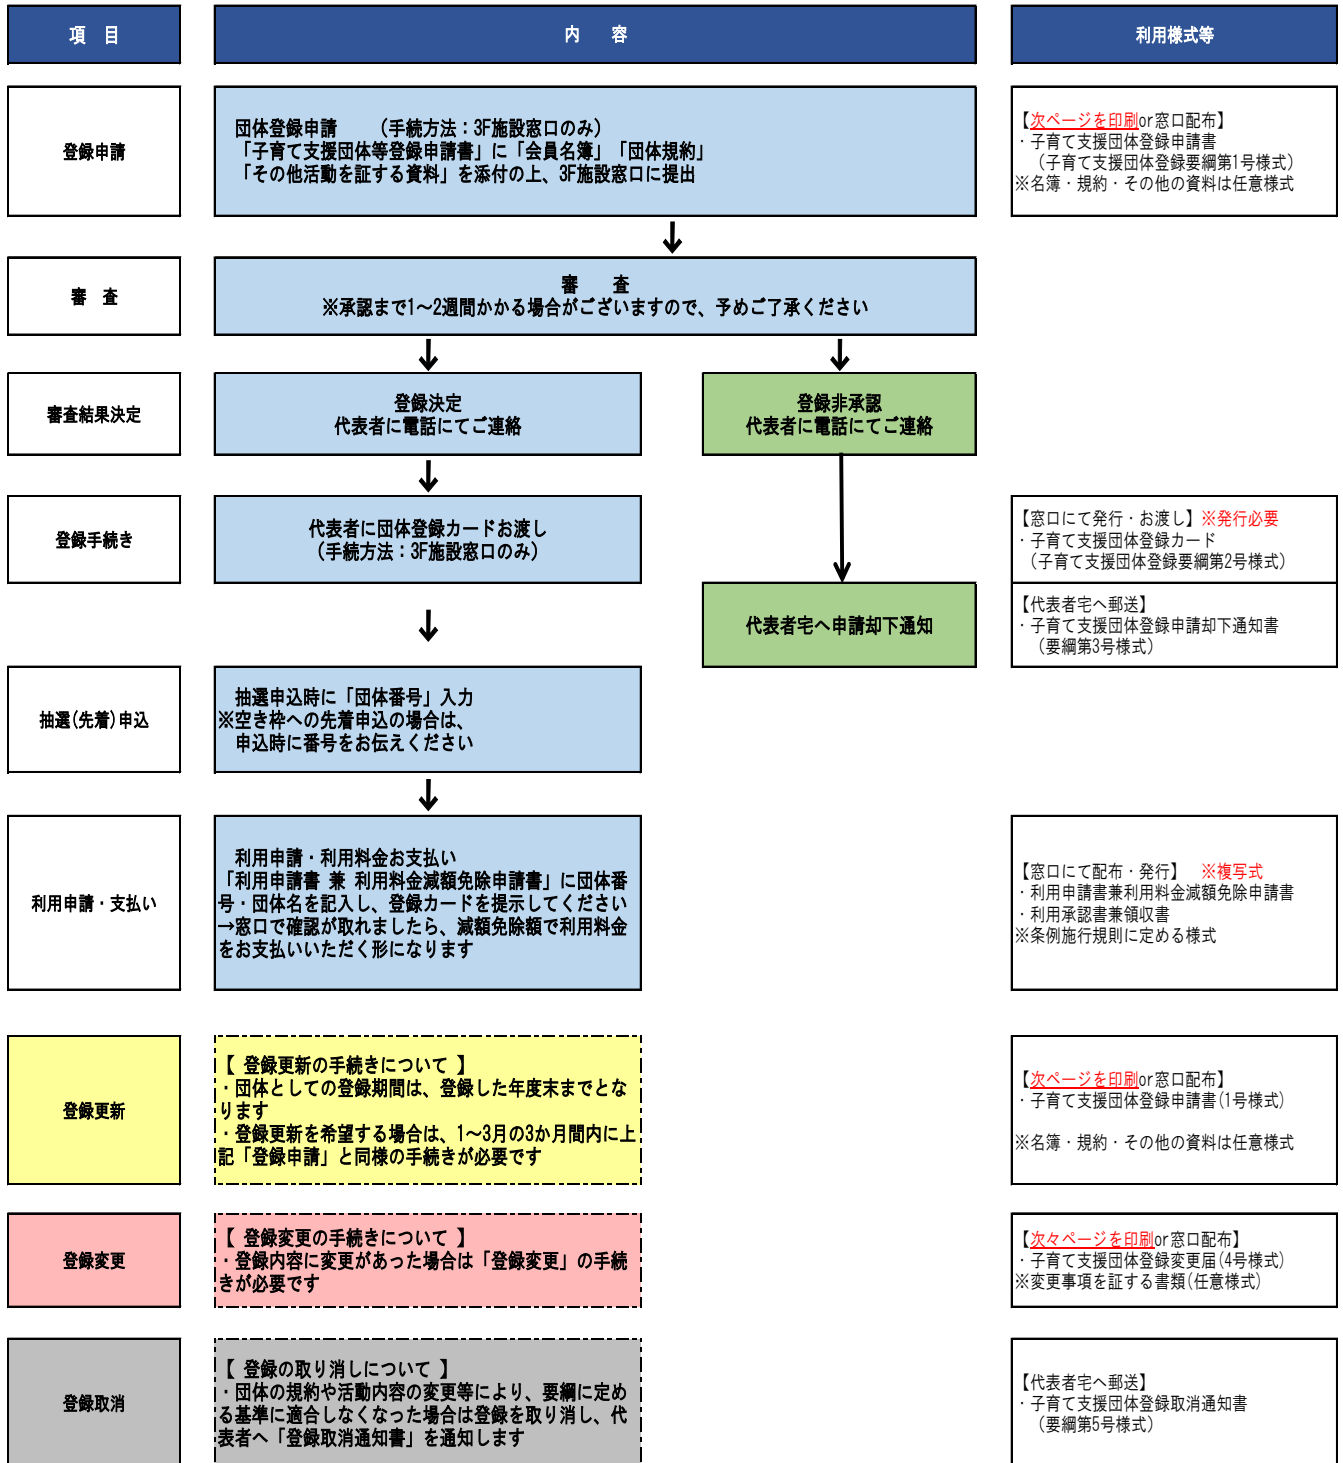 項　目
内　　容
利用様式等
登録申請
団体登録申請　　（手続方法：3F施設窓口のみ）
「子育て支援団体等登録申請書」に「会員名簿」「団体規約」
「その他活動を証する資料」を添付の上、3F施設窓口に提出
【次ページを印刷or窓口配布】
・子育て支援団体登録申請書
（子育て支援団体登録要綱第1号様式）
※名簿・規約・その他の資料は任意様式
↓
審　査
審　　査
※承認まで1～2週間かかる場合がございますので、予めご了承ください
↓
↓
審査結果決定
登録決定
代表者に電話にてご連絡
登録非承認
代表者に電話にてご連絡
↓
登録手続き
代表者に団体登録カードお渡し
（手続方法：3F施設窓口のみ）
【窓口にて発行・お渡し】※発行必要
・子育て支援団体登録カード
（子育て支援団体登録要綱第2号様式）
↓
代表者宅へ申請却下通知
【代表者宅へ郵送】
・子育て支援団体登録申請却下通知書
（要綱第3号様式）
抽選(先着)申込
抽選申込時に「団体番号」入力
※空き枠への先着申込の場合は、
申込時に番号をお伝えください
↓
利用申請・支払い
利用申請・利用料金お支払い
「利用申請書 兼 利用料金減額免除申請書」に団体番
号・団体名を記入し、登録カードを提示してください
→窓口で確認が取れましたら、減額免除額で利用料金
をお支払いいただく形になります
【窓口にて配布・発行】　※複写式
・利用申請書兼利用料金減額免除申請書
・利用承認書兼領収書
※条例施行規則に定める様式
登録更新
【 登録更新の手続きについて 】
・団体としての登録期間は、登録した年度末までとな
ります
・登録更新を希望する場合は、1～3月の3か月間内に上
記「登録申請」と同様の手続きが必要です
【次ページを印刷or窓口配布】
・子育て支援団体登録申請書(1号様式)
※名簿・規約・その他の資料は任意様式
登録変更
【 登録変更の手続きについて 】
・登録内容に変更があった場合は「登録変更」の手続
きが必要です
【次々ページを印刷or窓口配布】
・子育て支援団体登録変更届(4号様式)
※変更事項を証する書類(任意様式)
登録取消
【 登録の取り消しについて 】
・団体の規約や活動内容の変更等により、要綱に定め
る基準に適合しなくなった場合は登録を取り消し、代
表者へ「登録取消通知書」を通知します
【代表者宅へ郵送】
・子育て支援団体登録取消通知書
（要綱第5号様式）